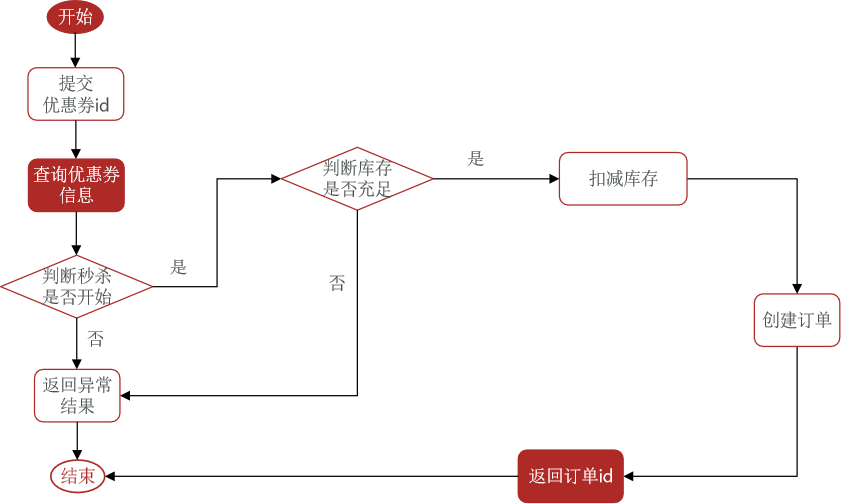 开始
提交
优惠券id
查询优惠券
信息
判断秒杀
是否开始
是
否
返回异常
结果
结束
判断库存
是否充足
是
否
扣减库存
创建订单
返回订单id